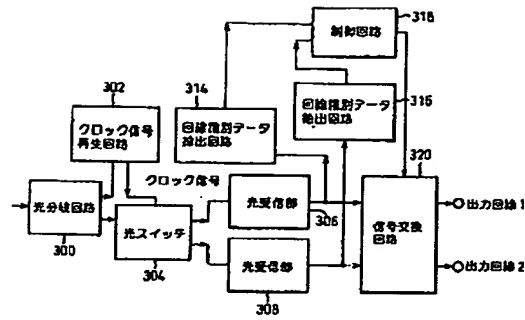 318
制御回路
302
314
316
クロック信号
再生回路
回線識別データ
抽出回路
回線識別データ
抽出回路
320
クロック信号
光分岐回路
300
光スイッチ
304
光受信部
306
光受信部
308
信号交換
回路
出力回線1
出力回線2